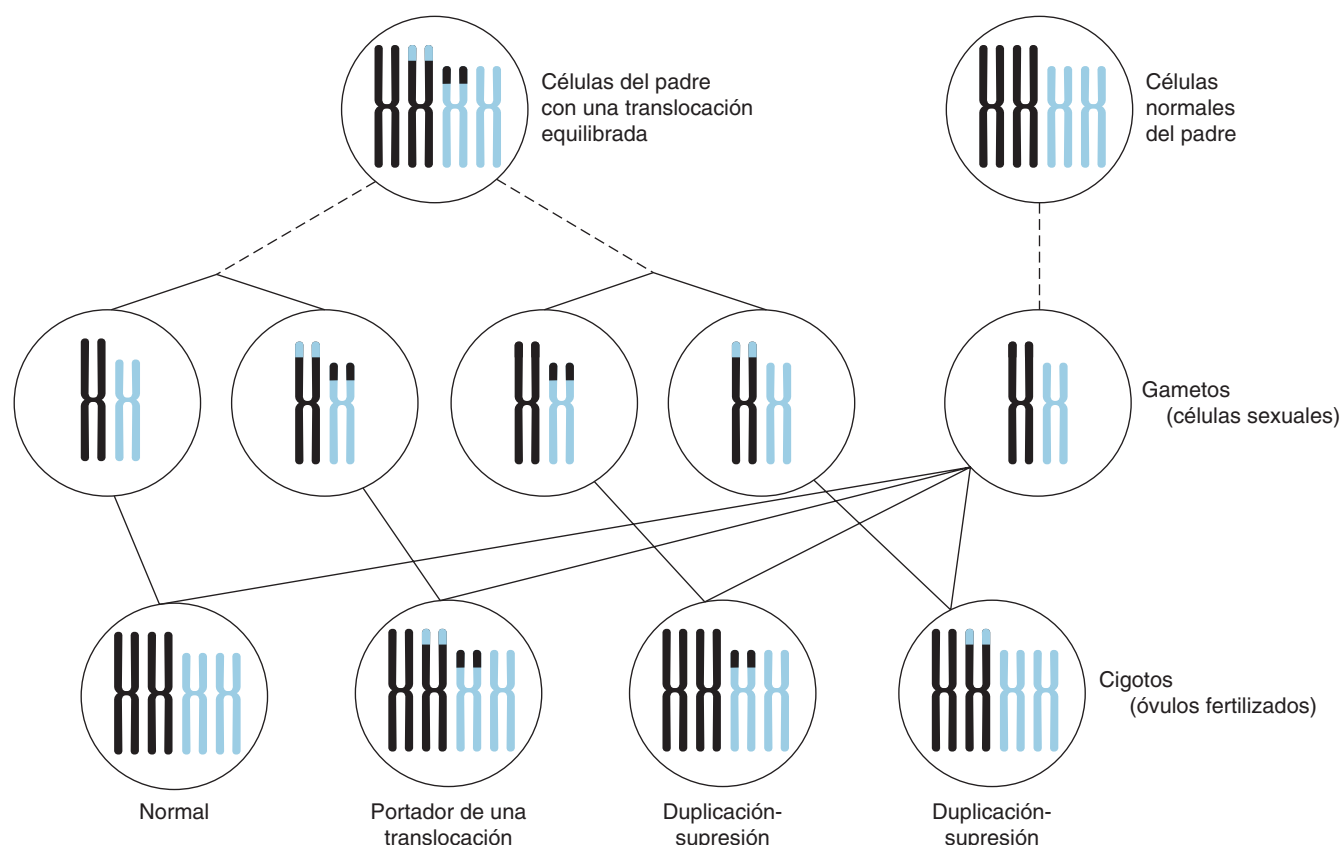 Células del padre
con una translocación
equilibrada
Células
normales
del padre
Gametos
(células sexuales)
Cigotos
(óvulos fertilizados)
Normal
Portador de una
translocación
Duplicación-
supresión
Duplicación-
supresión